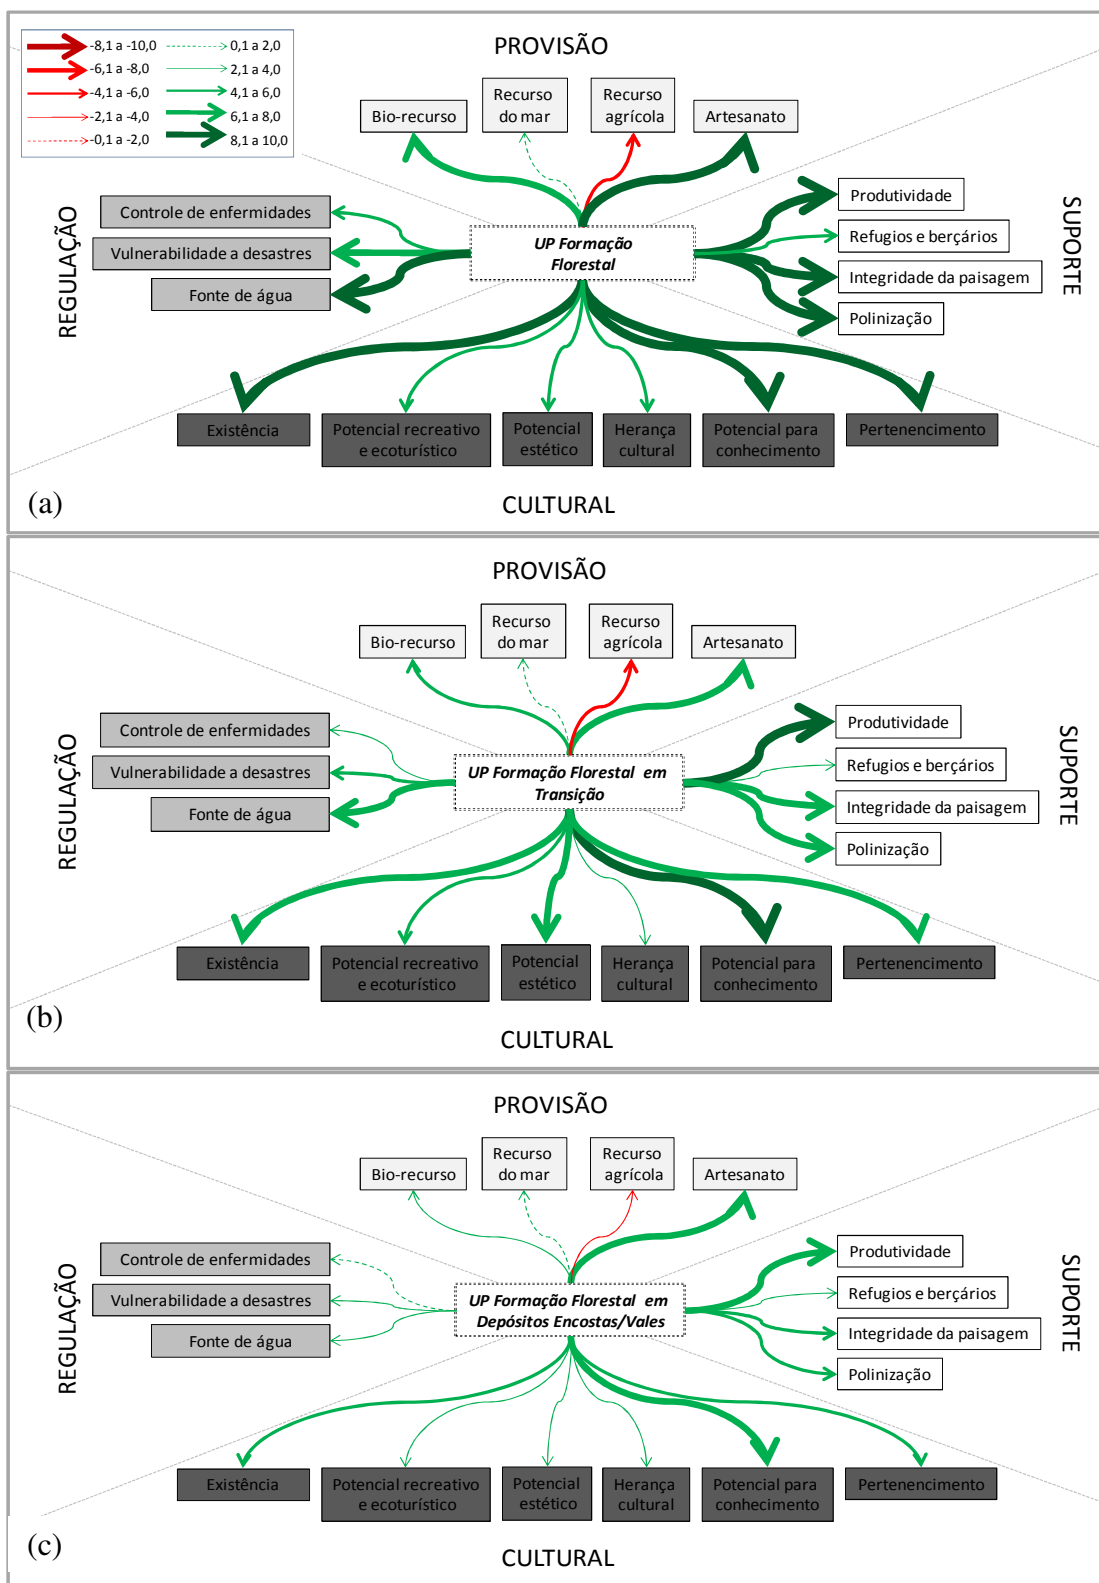 -8,1 a -10,0
-6,1 a -8,0
-4,1 a -6,0
-2,1 a -4,0
-0,1 a -2,0
0,1 a 2,0
2,1 a 4,0
4,1 a 6,0
6,1 a 8,0
8,1 a 10,0
PROVISÃO
Bio-recurso
Recurso
do mar
Recurso
agrícola
Artesanato
REGULAÇÃO
Controle de enfermidades
Vulnerabilidade a desastres
Fonte de água
UP Formação
Florestal
Produtividade
Refugios e berçários
Integridade da paisagem
Polinização
SUPORTE
Existência
Potencial recreativo
e ecoturístico
Potencial
estético
Herança
cultural
Potencial para
conhecimento
Pertenencimento
CULTURAL
(a)
PROVISÃO
Bio-recurso
Recurso
do mar
Recurso
agrícola
Artesanato
REGULAÇÃO
Controle de enfermidades
Vulnerabilidade a desastres
Fonte de água
UP Formação Florestal em
Transição
Produtividade
Refugios e berçários
Integridade da paisagem
Polinização
SUPORTE
Existência
Potencial recreativo
e ecoturístico
Potencial
estético
Herança
cultural
Potencial para
conhecimento
Pertenencimento
CULTURAL
(b)
PROVISÃO
Bio-recurso
Recurso
do mar
Recurso
agrícola
Artesanato
REGULAÇÃO
Controle de enfermidades
Vulnerabilidade a desastres
Fonte de água
UP Formação Florestal em
Depósitos Encostas/Vales
Produtividade
Refugios e berçários
Integridade da paisagem
Polinização
SUPORTE
Existência
Potencial recreativo
e ecoturístico
Potencial
estético
Herança
cultural
Potencial para
conhecimento
Pertenencimento
CULTURAL
(c)